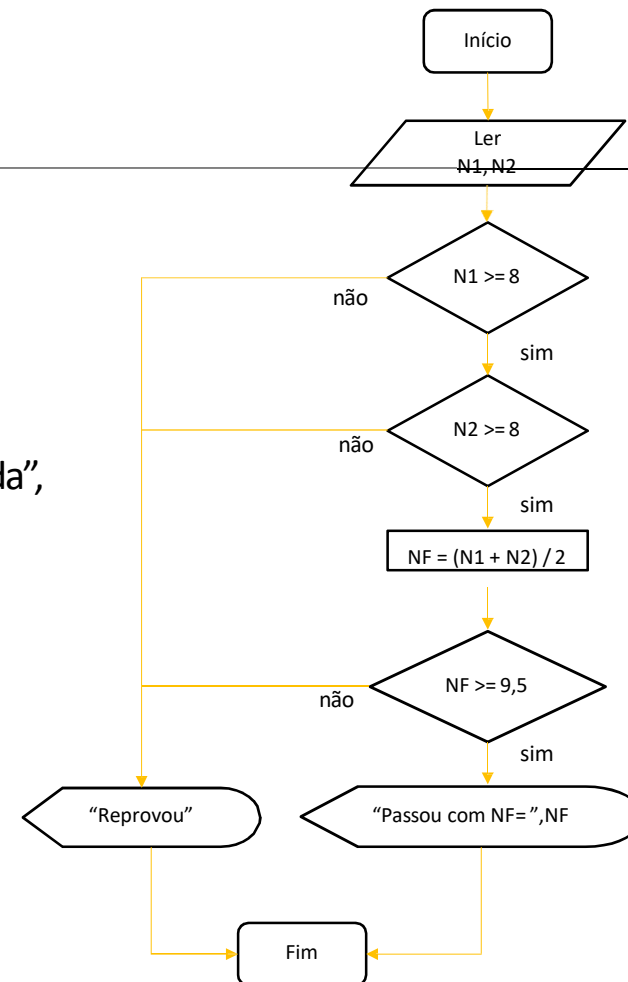 Início
Ler
N1, N2
N1 >= 8
não
sim
N2 >= 8
não
da”,
sim
NF = (N1 + N2) / 2
NF >= 9,5
não
sim
“Reprovou”
“Passou com NF= ”,NF
Fim